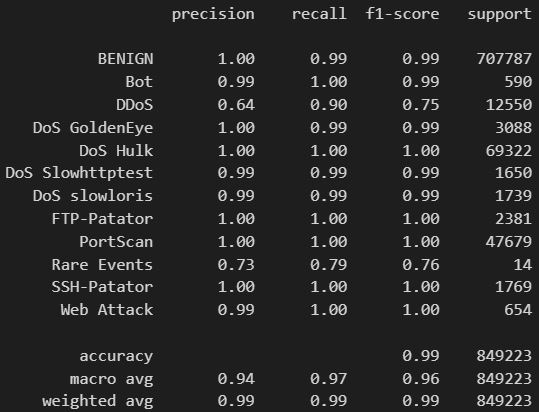 precision recall f1-score support
BENIGN 1.00 0.99 0.99 707787
Bot 0.99 1.00 0.99 590
DDoS 0.64 0.90 0.75 12550
DoS GoldenEye 1.00 0.99 0.99 3088
DoS Hulk 1.00 1.00 1.00 69322
DoS Slowhttptest 0.99 0.99 0.99 1650
DoS slowloris 0.99 0.99 0.99 1739
FTP-Patator 1.00 1.00 1.00 2381
PortScan 1.00 1.00 1.00 47679
Rare Events 0.73 0.79 0.76 14
SSH-Patator 1.00 1.00 1.00 1769
Web Attack 0.99 1.00 1.00 654
accuracy 0.99 849223
macro avg 0.94 0.97 0.96 849223
weighted avg 0.99 0.99 0.99 849223